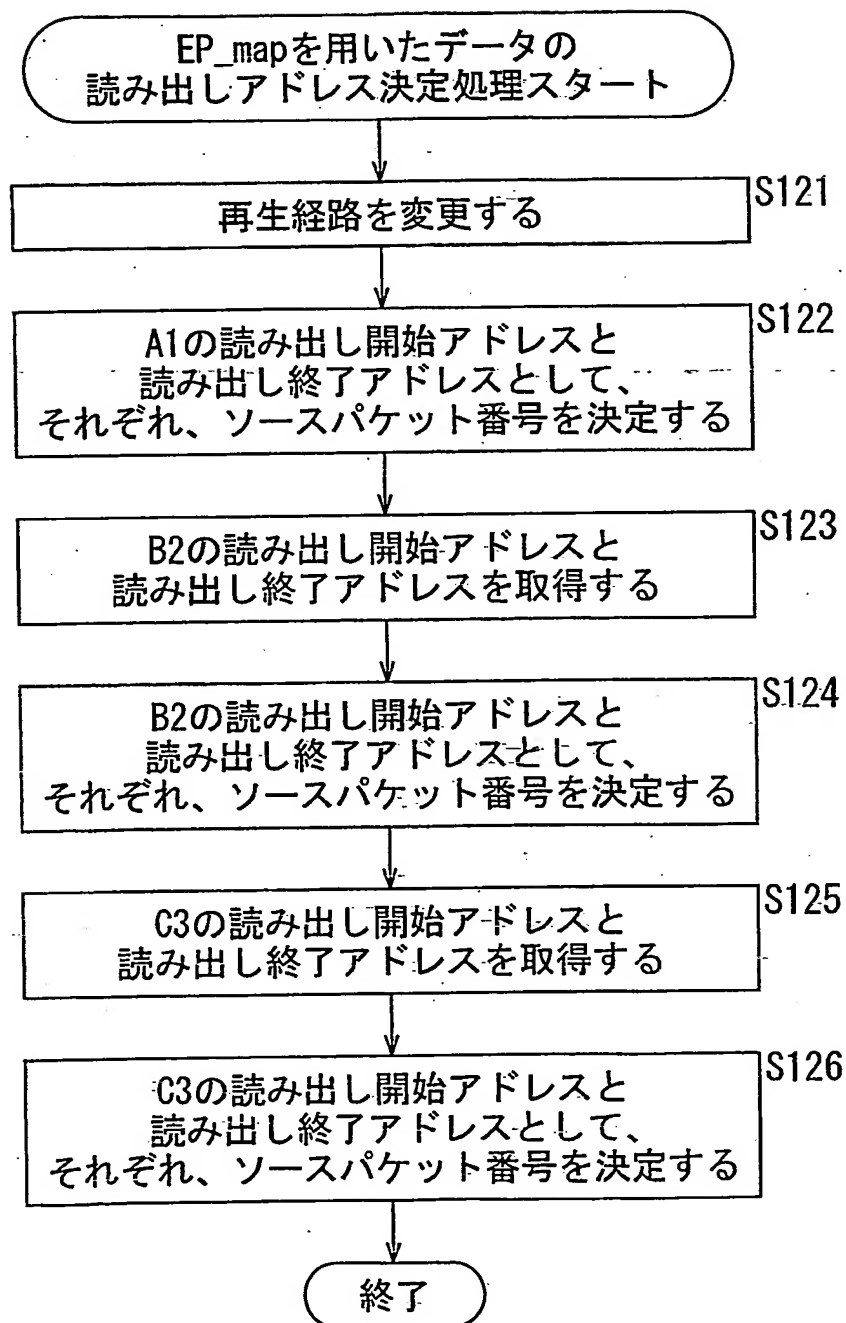 EP_mapを用いたデータの
読み出しアドレス決定処理スタート
再生経路を変更する
S121
A1の読み出し開始アドレスと
読み出し終了アドレスとして、
それぞれ、ソースパケット番号を決定する
S122
B2の読み出し開始アドレスと
読み出し終了アドレスを取得する
S123
B2の読み出し開始アドレスと
読み出し終了アドレスとして、
それぞれ、ソースパケット番号を決定する
S124
C3の読み出し開始アドレスと
読み出し終了アドレスを取得する
S125
C3の読み出し開始アドレスと
読み出し終了アドレスとして、
それぞれ、ソースパケット番号を決定する
S126
終了